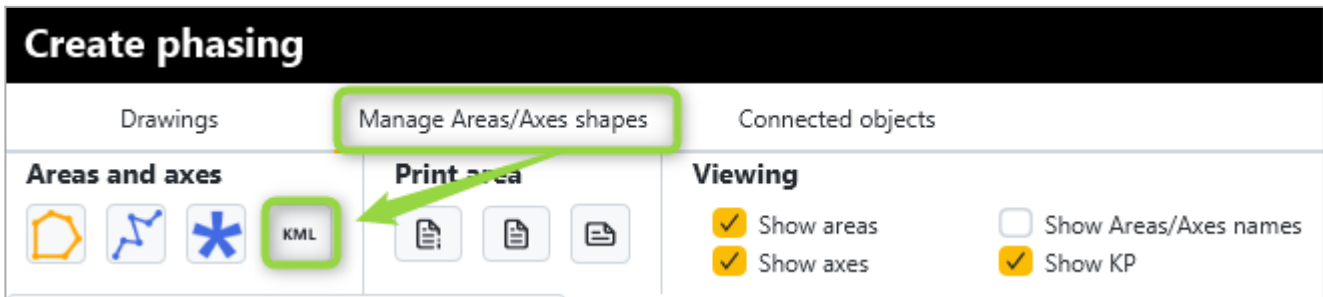 Create phasing
Drawings
Manage Areas/Axes shapes
Connected objects
Areas and axes
KML
Print area
Viewing
Show areas
Show Areas/Axes names
Show axes
Show KP